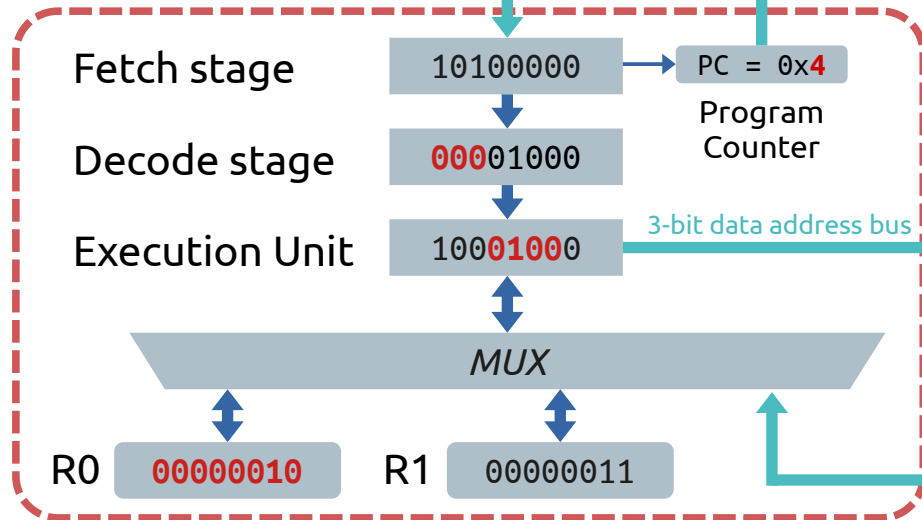 Fetch stage
10100000
PC = 0x4
Program
Counter
Decode stage
00001000
Execution Unit
10001000
3-bit data address bus
MUX
R0
00000010
R1
00000011